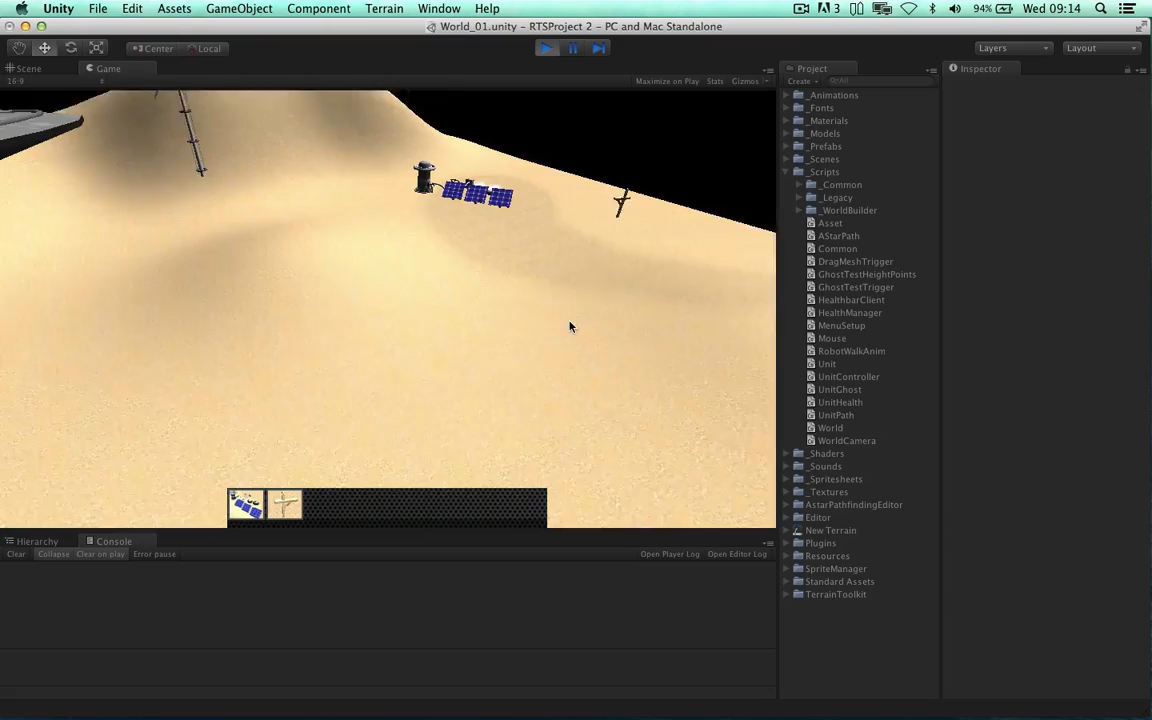 Unity File Edit Assets GameObject Component Terrain Window Help 3 94% Wed 09:14
World_01.unity – RTSProject 2 – PC and Mac Standalone
Center Local Layers Layout
Scene Game Project Inspector
16:9 Maximize on Play Stats Gizmos Create
_Animations
_Fonts
_Materials
_Models
_Prefabs
_Scenes
_Scripts
_Common
_Legacy
_WorldBuilder
Asset
AStarPath
Common
DragMeshTrigger
GhostTestHeightPoints
GhostTestTrigger
HealthbarClient
HealthManager
MenuSetup
Mouse
RobotWalkAnim
Unit
UnitController
UnitGhost
UnitHealth
UnitPath
World
WorldCamera
_Shaders
_Sounds
_Spritesheets
_Textures
AstarPathfindingEditor
Editor
New Terrain
Plugins
Resources
SpriteManager
Standard Assets
TerrainToolkit
Hierarchy Console
Clear Collapse Clear on play Error pause Open Player Log Open Editor Log